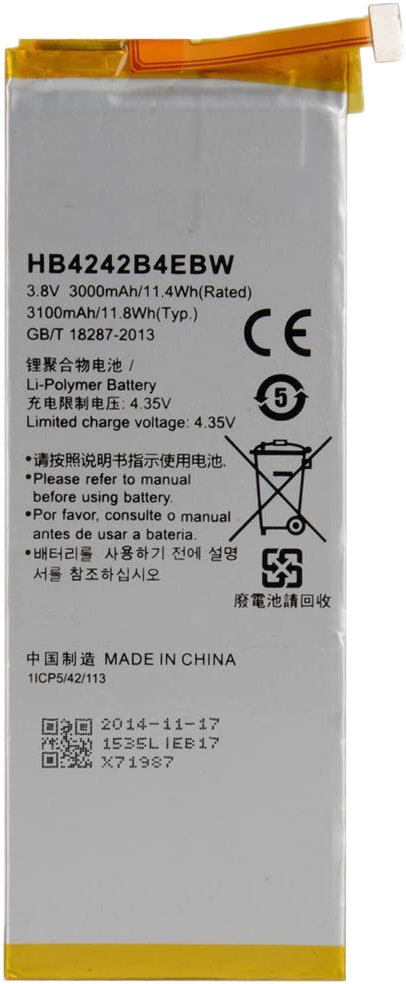 HB4242B4EBW
3.8V 3000mAh/11.4Wh(Rated)
3100mAh/11.8Wh(Typ.)
GB/T 18287-2013
CE
锂聚合物电池 /
Li-Polymer Battery
充电限制电压: 4.35V
Limited charge voltage: 4.35V
5
•请按照说明书指示使用电池.
•Please refer to manual
before using battery.
•Por favor, consulte o manual
antes de usar a bateria.
•배터리를 사용하기 전에 설명
서를 참조하십시오
廢電池請回收
中国制造 MADE IN CHINA
1ICP5/42/113
2014-11-17
1535L1EB17
X71987